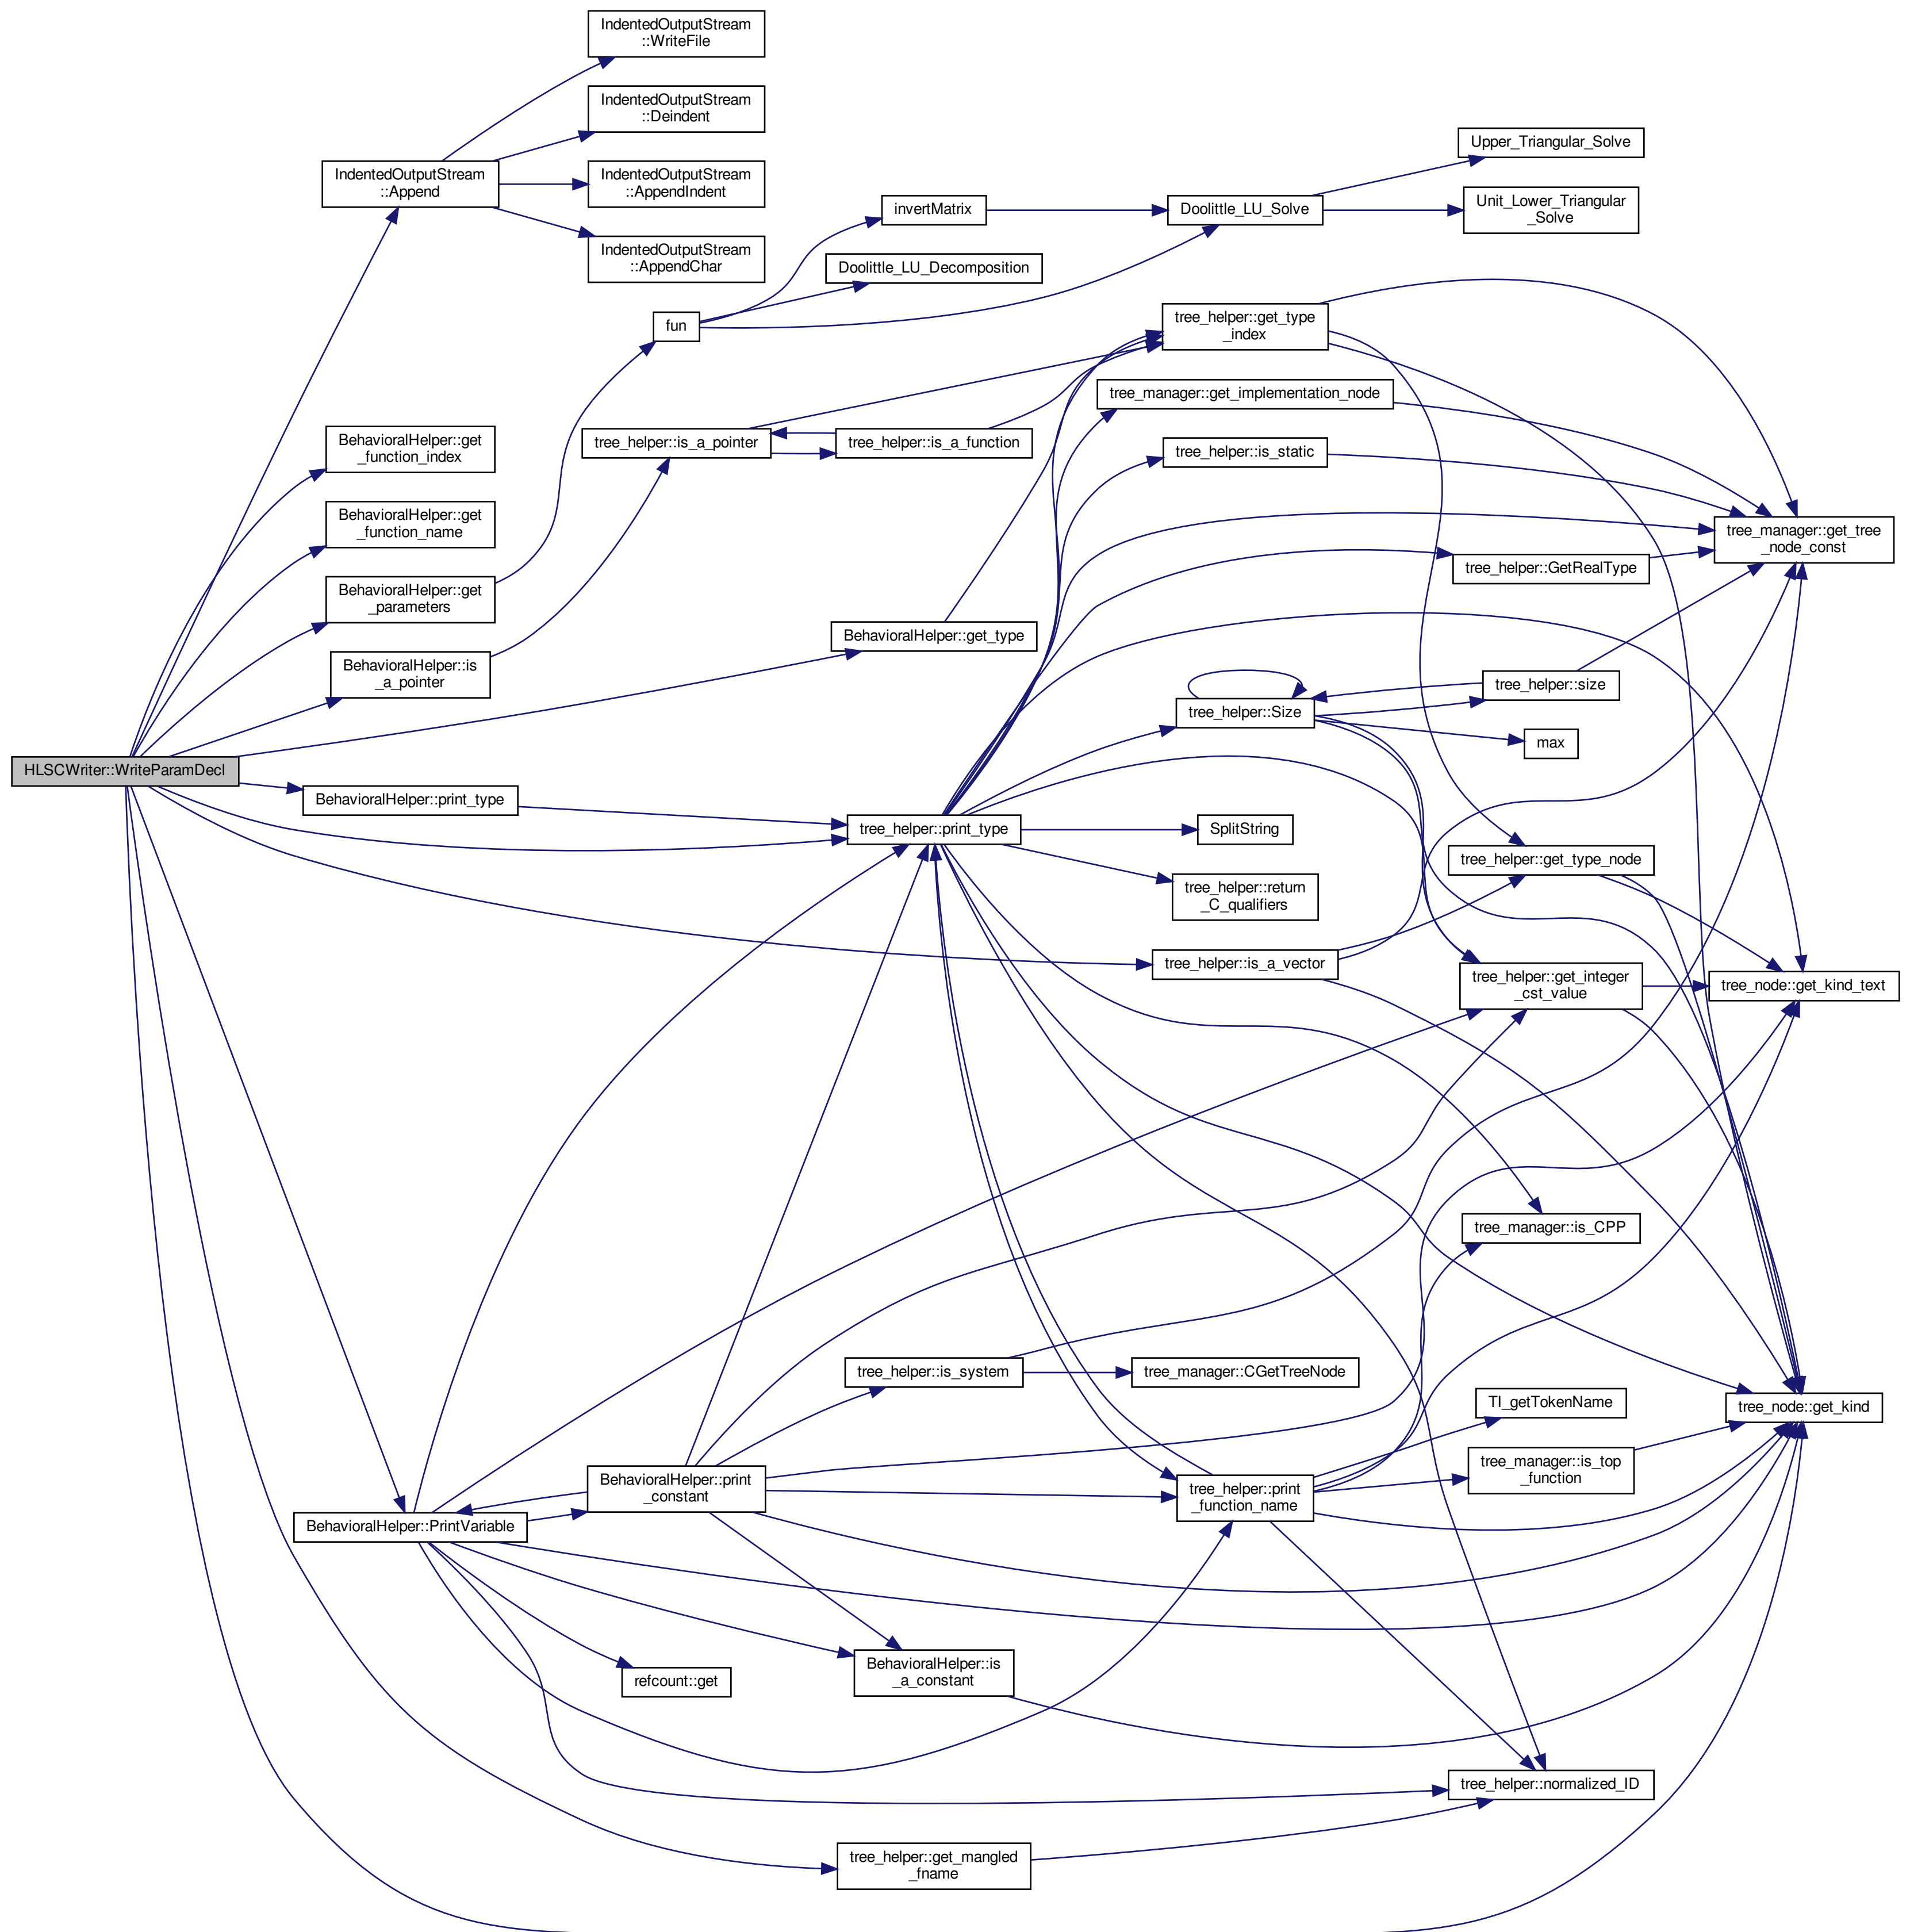 IndentedOutputStream
::WriteFile
IndentedOutputStream
::Deindent
IndentedOutputStream
::Append
IndentedOutputStream
::AppendIndent
IndentedOutputStream
::AppendChar
Upper_Triangular_Solve
invertMatrix
Doolittle_LU_Solve
Unit_Lower_Triangular
_Solve
Doolittle_LU_Decomposition
fun
tree_helper::get_type
_index
tree_manager::get_implementation_node
BehavioralHelper::get
_function_index
tree_helper::is_a_pointer
tree_helper::is_a_function
tree_helper::is_static
BehavioralHelper::get
_function_name
tree_manager::get_tree
_node_const
tree_helper::GetRealType
BehavioralHelper::get
_parameters
BehavioralHelper::get_type
BehavioralHelper::is
_a_pointer
tree_helper::size
tree_helper::Size
max
HLSCWriter::WriteParamDecl
BehavioralHelper::print_type
tree_helper::print_type
SplitString
tree_helper::get_type_node
tree_helper::return
_C_qualifiers
tree_helper::is_a_vector
tree_helper::get_integer
_cst_value
tree_node::get_kind_text
tree_manager::is_CPP
tree_helper::is_system
tree_manager::CGetTreeNode
TI_getTokenName
tree_node::get_kind
tree_manager::is_top
_function
BehavioralHelper::print
_constant
tree_helper::print
_function_name
BehavioralHelper::PrintVariable
BehavioralHelper::is
_a_constant
refcount::get
tree_helper::normalized_ID
tree_helper::get_mangled
_fname